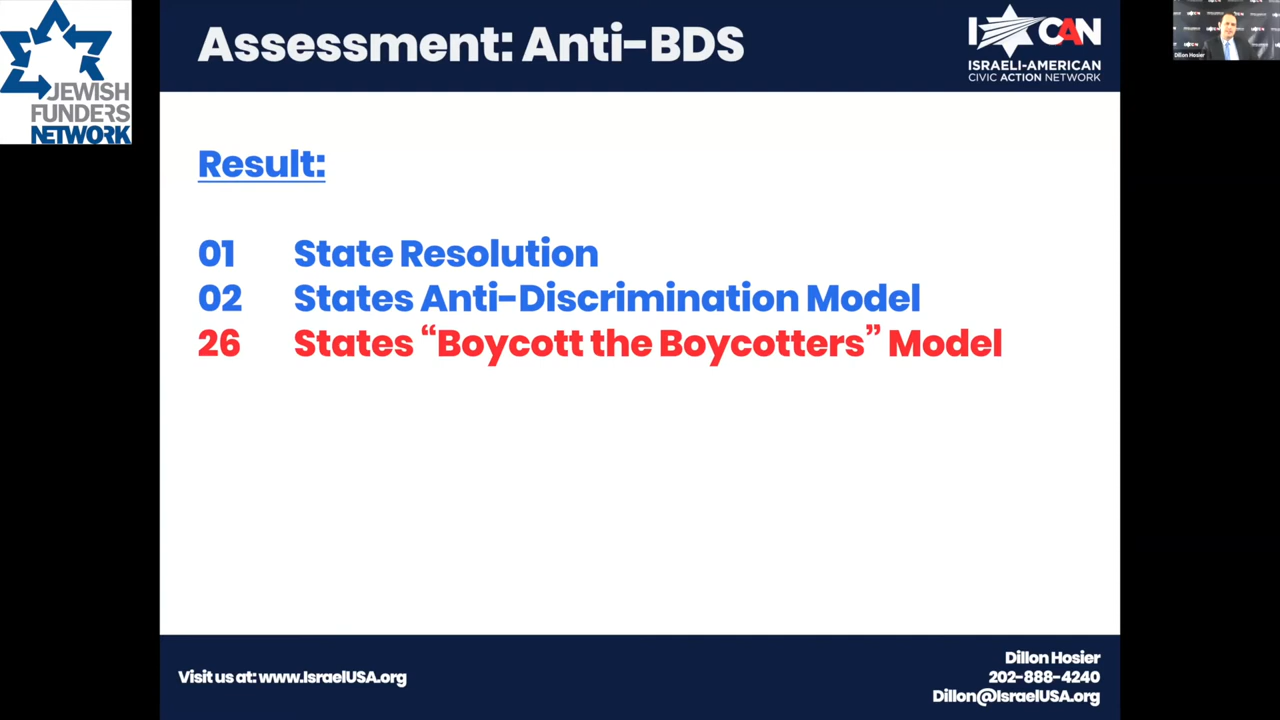 JEWISH
FUNDERS
NETWORK
Assessment: Anti-BDS
I CAN
ISRAELI-AMERICAN
CIVIC ACTION NETWORK
Dillon Hosier
Result:
01 State Resolution
02 States Anti-Discrimination Model
26 States “Boycott the Boycotters” Model
Visit us at: www.IsraelUSA.org
Dillon Hosier
202-888-4240
Dillon@IsraelUSA.org